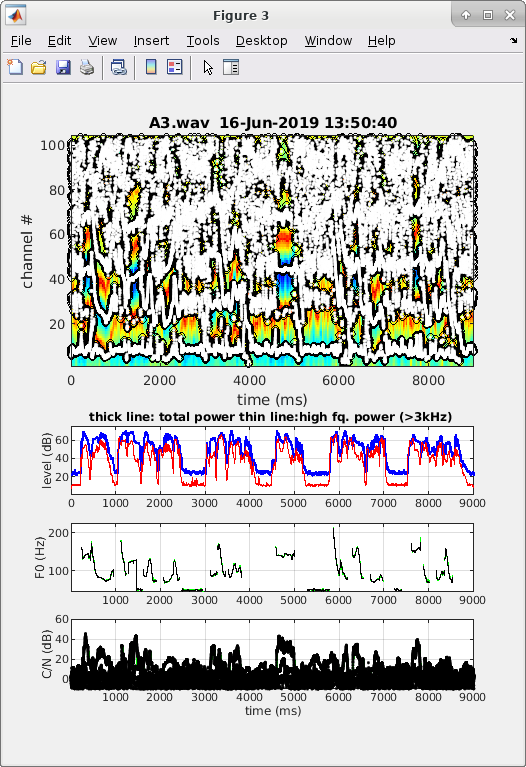 Figure 3
File Edit View Insert Tools Desktop Window Help
A3.wav 16-Jun-2019 13:50:40
channel #
100
80
60
40
20
0 2000 4000 6000 8000
time (ms)
thick line: total power thin line:high fq. power (>3kHz)
level (dB)
60
40
20
0 1000 2000 3000 4000 5000 6000 7000 8000 9000
F0 (Hz)
200
100
1000 2000 3000 4000 5000 6000 7000 8000 9000
C/N (dB)
60
40
20
0
1000 2000 3000 4000 5000 6000 7000 8000 9000
time (ms)